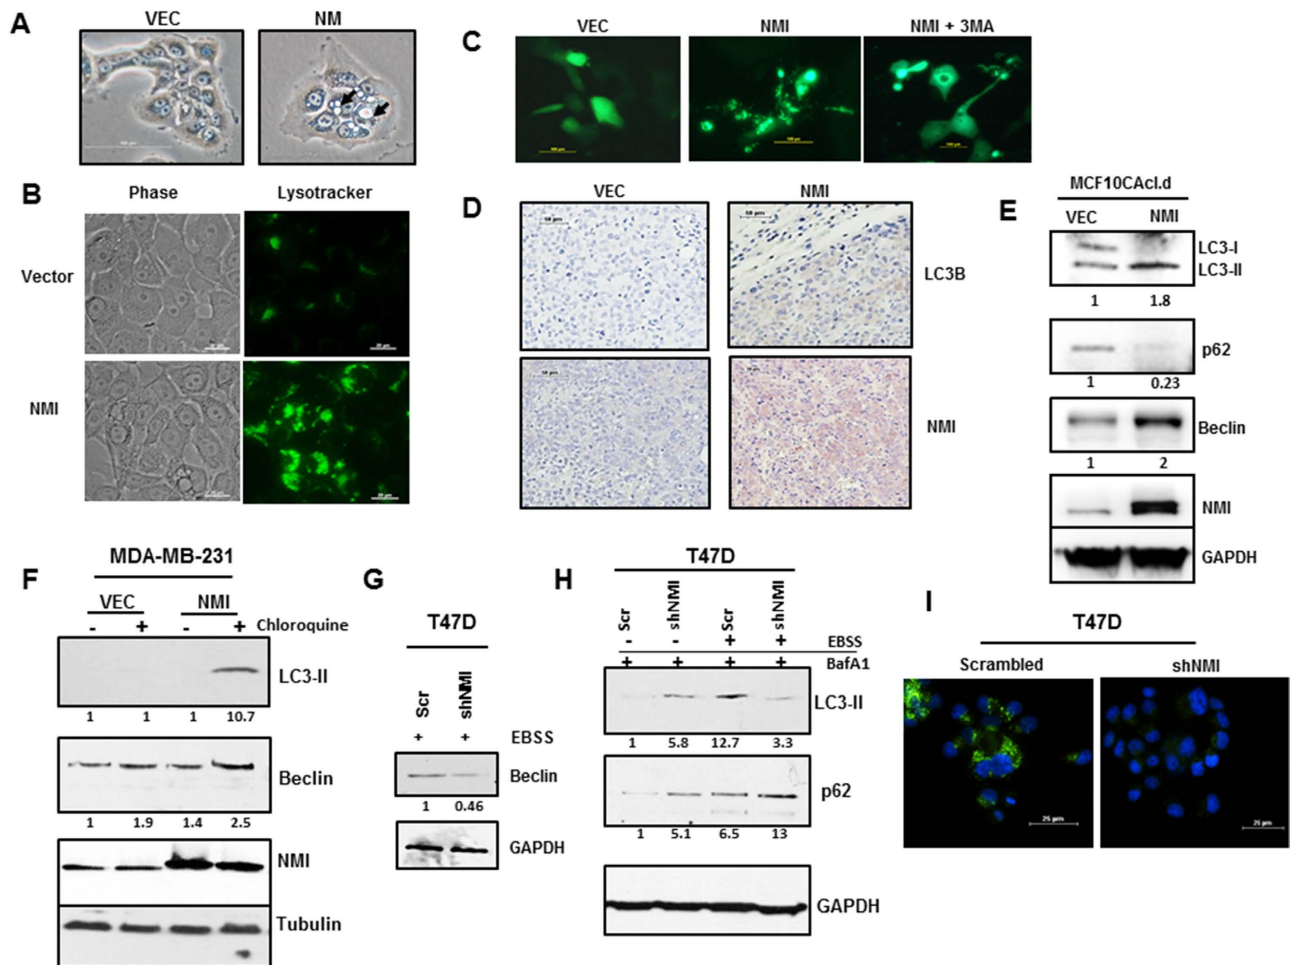 A
VEC
NM
B
Phase
Lysotracker
Vector
NMI
C
VEC
NMI
NMI + 3MA
D
VEC
NMI
LC3B
NMI
E
MCF10CAcl.d
VEC
NMI
LC3-I
LC3-II
1
1.8
p62
1
0.23
Beclin
1
2
NMI
GAPDH
F
MDA-MB-231
VEC
NMI
-
+
-
+
Chloroquine
LC3-II
1
1
1
10.7
Beclin
1
1.9
1.4
2.5
NMI
Tubulin
G
T47D
Scr
shNMI
+
+
EBSS
Beclin
1
0.46
GAPDH
H
T47D
Scr
shNMI
Scr
shNMI
-
-
+
+
EBSS
+
+
+
+
BafA1
LC3-II
1
5.8
12.7
3.3
p62
1
5.1
6.5
13
GAPDH
I
T47D
Scrambled
shNMI
25 µm
25 µm